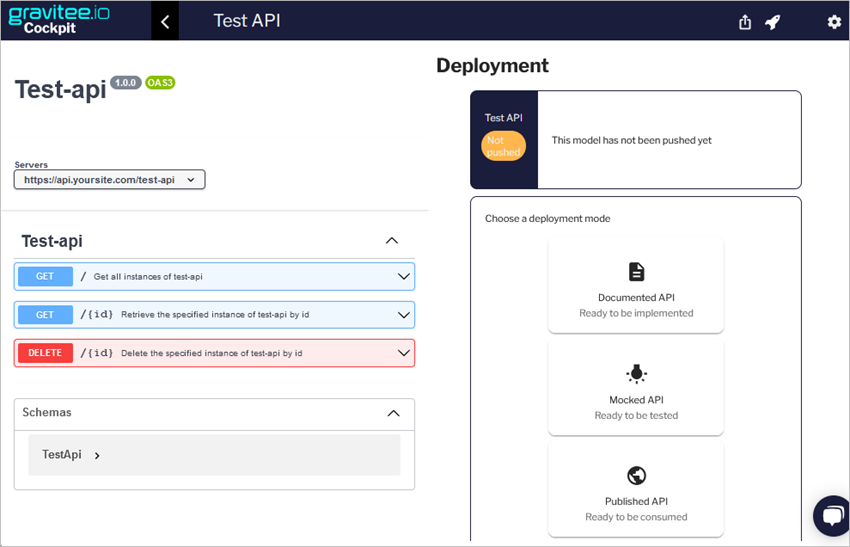 gravitee.io
Cockpit
Test API
Test-api 1.0.0 OAS3
Servers
https://api.yoursite.com/test-api
Test-api
GET / Get all instances of test-api
GET /{id} Retrieve the specified instance of test-api by id
DELETE /{id} Delete the specified instance of test-api by id
Schemas
TestApi
Deployment
Test API
Not
pushed
This model has not been pushed yet
Choose a deployment mode
Documented API
Ready to be implemented
Mocked API
Ready to be tested
Published API
Ready to be consumed